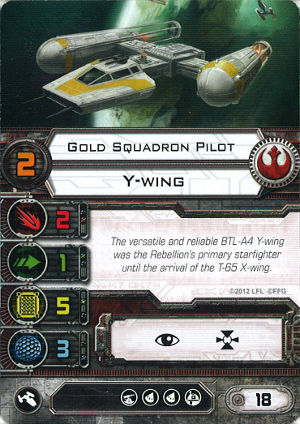 GOLD SQUADRON PILOT
2
Y-WING
2
The versatile and reliable BTL-A4 Y-wing
was the Rebellion's primary starfighter
until the arrival of the T-65 X-wing.
1
©2012 LFL ©FFG
5
3
18